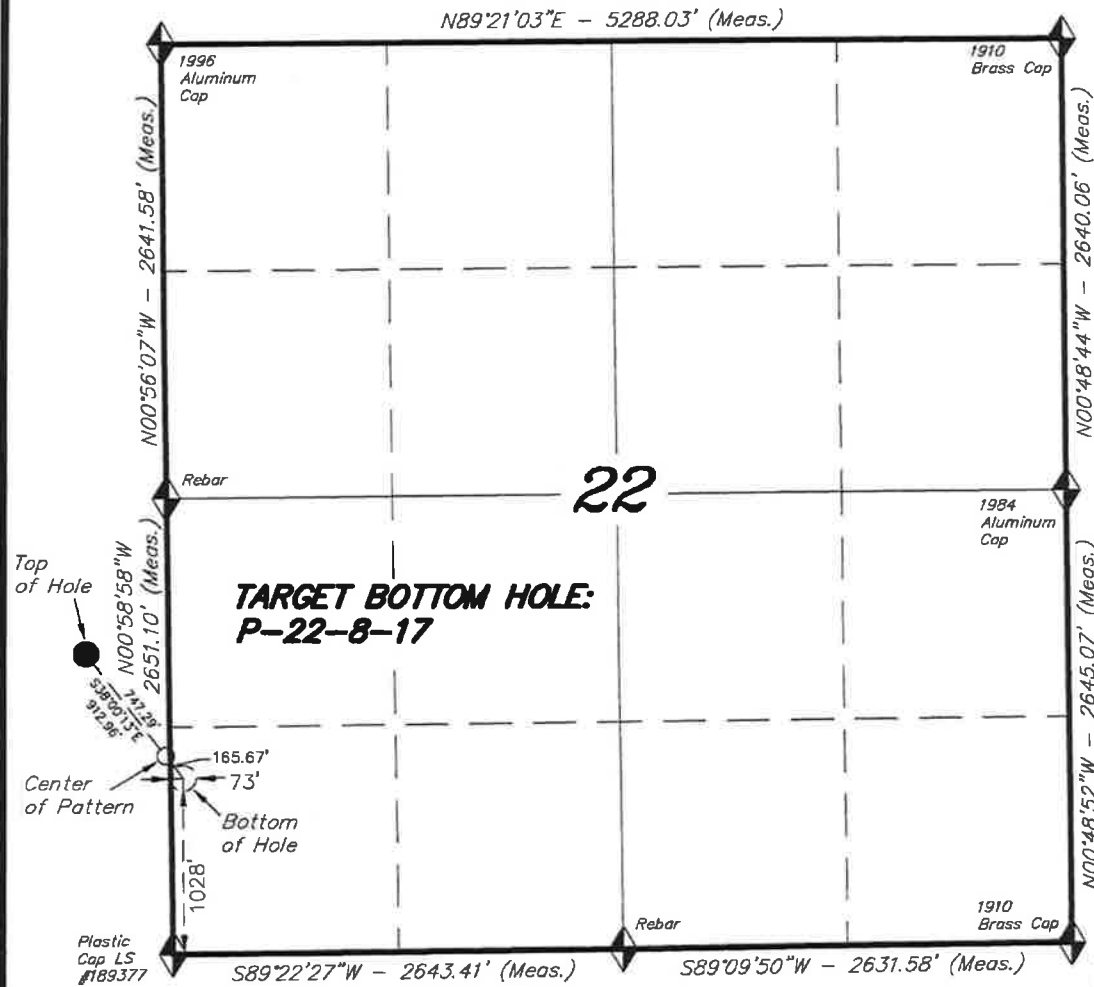 N89°21'03"E - 5288.03' (Meas.)
1996
Aluminum
Cap
1910
Brass Cap
N00°56'07"W - 2641.58' (Meas.)
N00°48'44"W - 2640.06' (Meas.)
Rebar
22
1984
Aluminum
Cap
Top
of Hole
N00°58'58"W
2651.10' (Meas.)
TARGET BOTTOM HOLE:
P-22-8-17
747.29'
S38°00'13"E
912.96'
165.67'
73'
Center
of Pattern
Bottom
of Hole
1028'
N00°48'52"W - 2645.07' (Meas.)
Rebar
1910
Brass Cap
Plastic
Cap LS
#189377
S89°22'27"W - 2643.41' (Meas.)
S89°09'50"W - 2631.58' (Meas.)